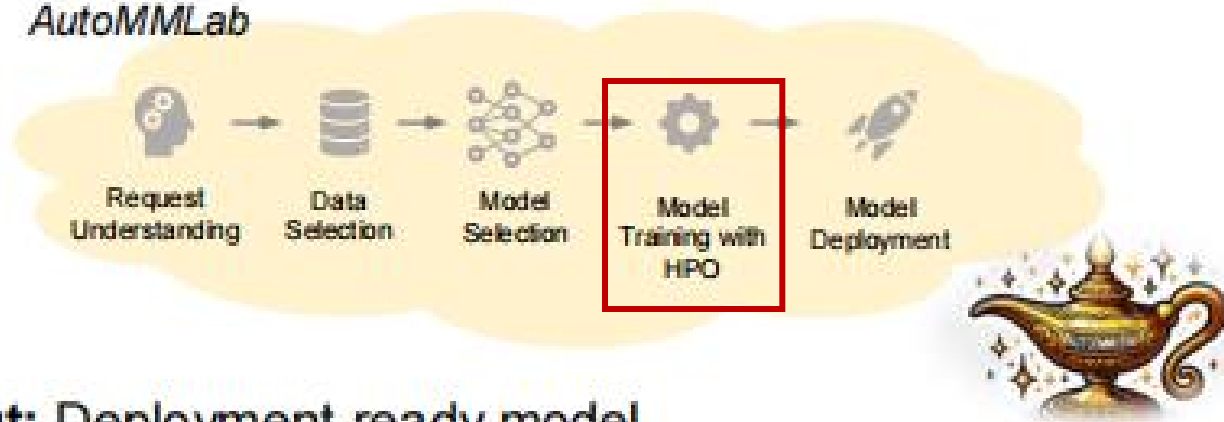 AutoMMLab
Request
Understanding
Data
Selection
Model
Selection
Model
Training with
HPO
Model
Deployment
t: Deployment-ready model